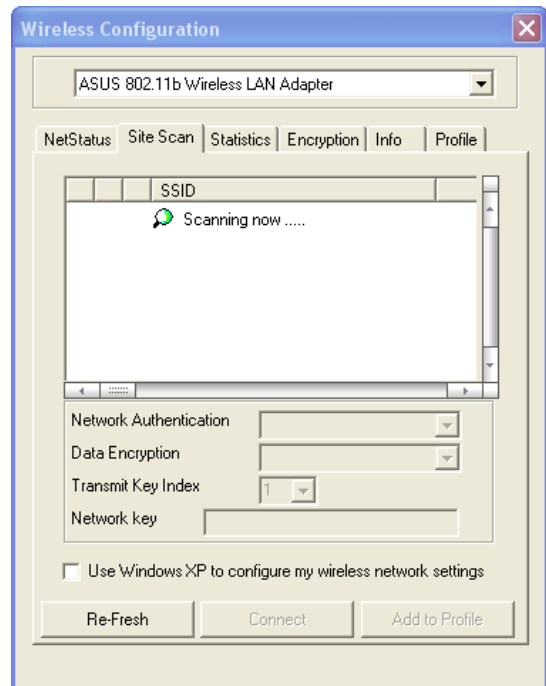 Wireless Configuration
ASUS 802.11b Wireless LAN Adapter
NetStatus Site Scan Statistics Encryption Info Profile
SSID
Scanning now .....
Network Authentication
Data Encryption
Transmit Key Index 1
Network key
Use Windows XP to configure my wireless network settings
Re-Fresh Connect Add to Profile